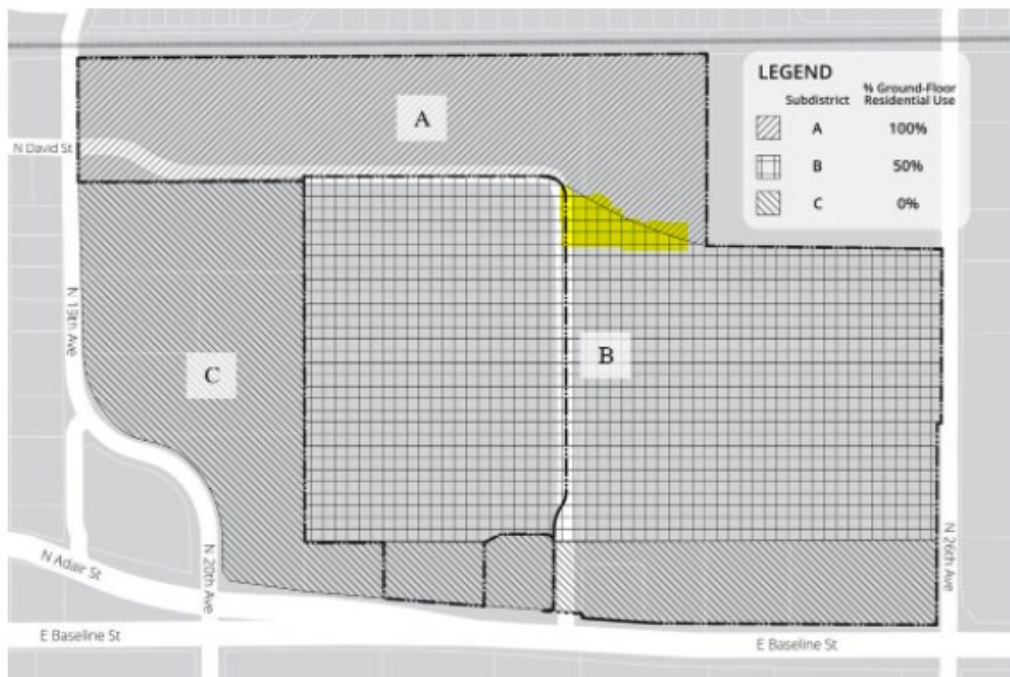 LEGEND
Subdistrict
% Ground-Floor
Residential Use
A 100%
B 50%
C 0%
A
N David St
N 19th Ave
B
C
N Adair St
N 20th Ave
N 26th Ave
E Baseline St
E Baseline St